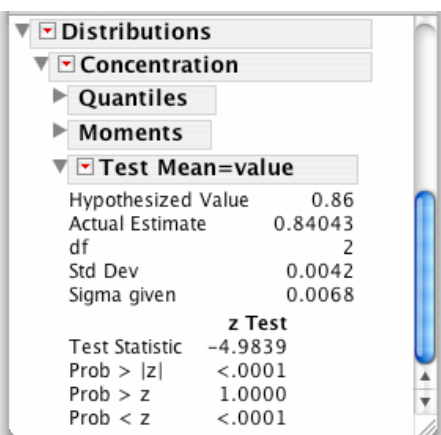 Distributions
Concentration
Quantiles
Moments
Test Mean=value
Hypothesized Value 0.86
Actual Estimate 0.84043
df 2
Std Dev 0.0042
Sigma given 0.0068
z Test
Test Statistic -4.9839
Prob > |z| <.0001
Prob > z 1.0000
Prob < z <.0001